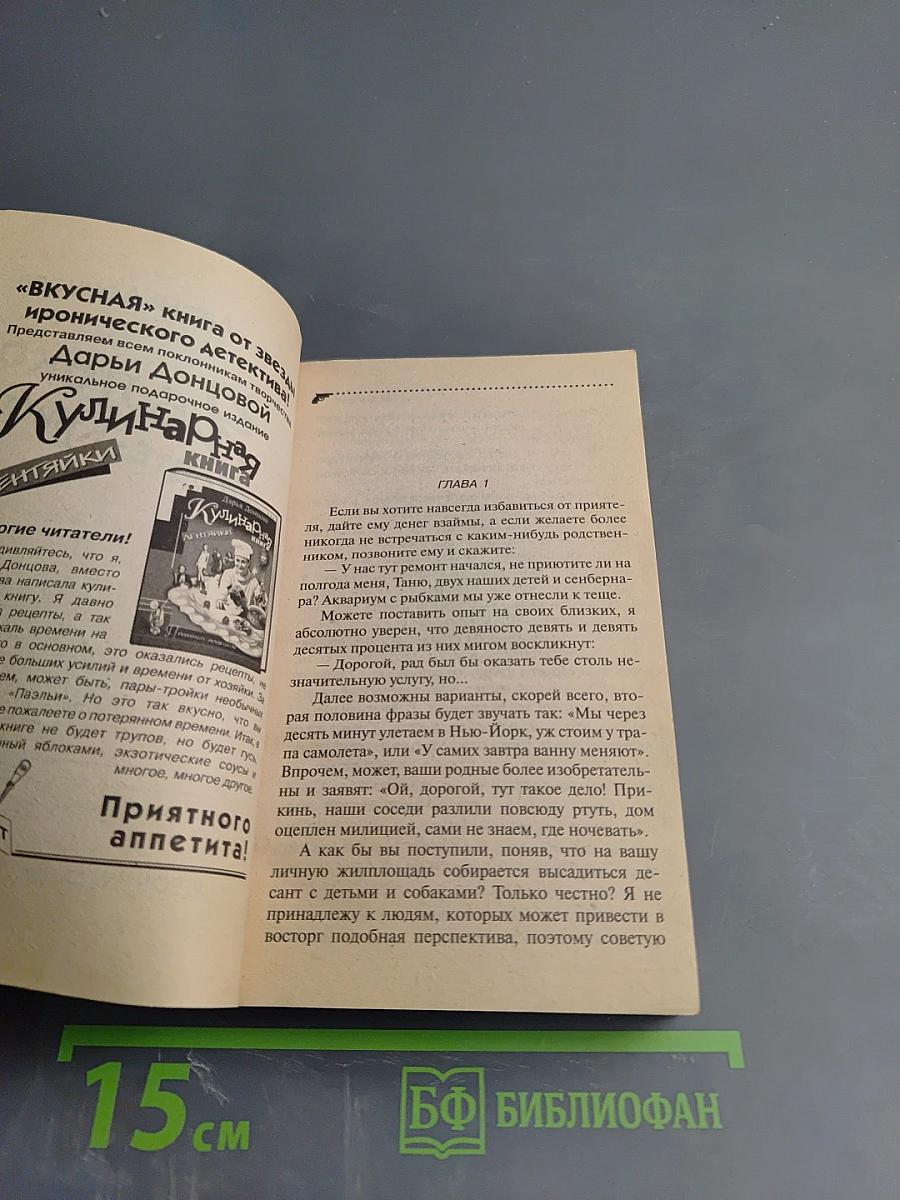 «ВКУСНАЯ» книга от звезды
иронического детектива!
Представляем всем поклонникам творчества
Дарьи Донцовой
уникальное подарочное издание
Кулинарная
книга
ЕНТЯЙКИ
Дарья Донцова
Кулинарная
книга
ЛЕНТЯЙКИ
огие читатели!
дивляйтесь, что я,
Донцова, вместо
ва написала кули-
книгу. Я давно
рецепты, а так
каль времени на
о в основном, это оказались рецепты, не
е больших усилий и времени от хозяйки. За
ем, может быть, пары-тройки необычных
«Паэльи». Но это так вкусно, что вы
е пожалеете о потерянном времени. Итак, в
книге не будет трупов, но будет гусь,
ный яблоками, экзотические соусы и
многое, многое другое.
Приятного
аппетита!
Т
ГЛАВА 1
Если вы хотите навсегда избавиться от прияте-
ля, дайте ему денег взаймы, а если желаете более
никогда не встречаться с каким-нибудь родствен-
ником, позвоните ему и скажите:
— У нас тут ремонт начался, не приютите ли на
полгода меня, Таню, двух наших детей и сенберна-
ра? Аквариум с рыбками мы уже отнесли к теще.
Можете поставить опыт на своих близких, я
абсолютно уверен, что девяносто девять и девять
десятых процента из них мигом воскликнут:
— Дорогой, рад был бы оказать тебе столь не-
значительную услугу, но...
Далее возможны варианты, скорей всего, вто-
рая половина фразы будет звучать так: «Мы через
десять минут улетаем в Нью-Йорк, уж стоим у тра-
па самолета», или «У самих завтра ванну меняют».
Впрочем, может, ваши родные более изобретатель-
ны и заявят: «Ой, дорогой, тут такое дело! При-
кинь, наши соседи разлили повсюду ртуть, дом
оцеплен милицией, сами не знаем, где ночевать».
А как бы вы поступили, поняв, что на вашу
личную жилплощадь собирается высадиться де-
сант с детьми и собаками? Только честно? Я не
принадлежу к людям, которых может привести в
восторг подобная перспектива, поэтому советую
15 см
БФ БИБЛИОФАН